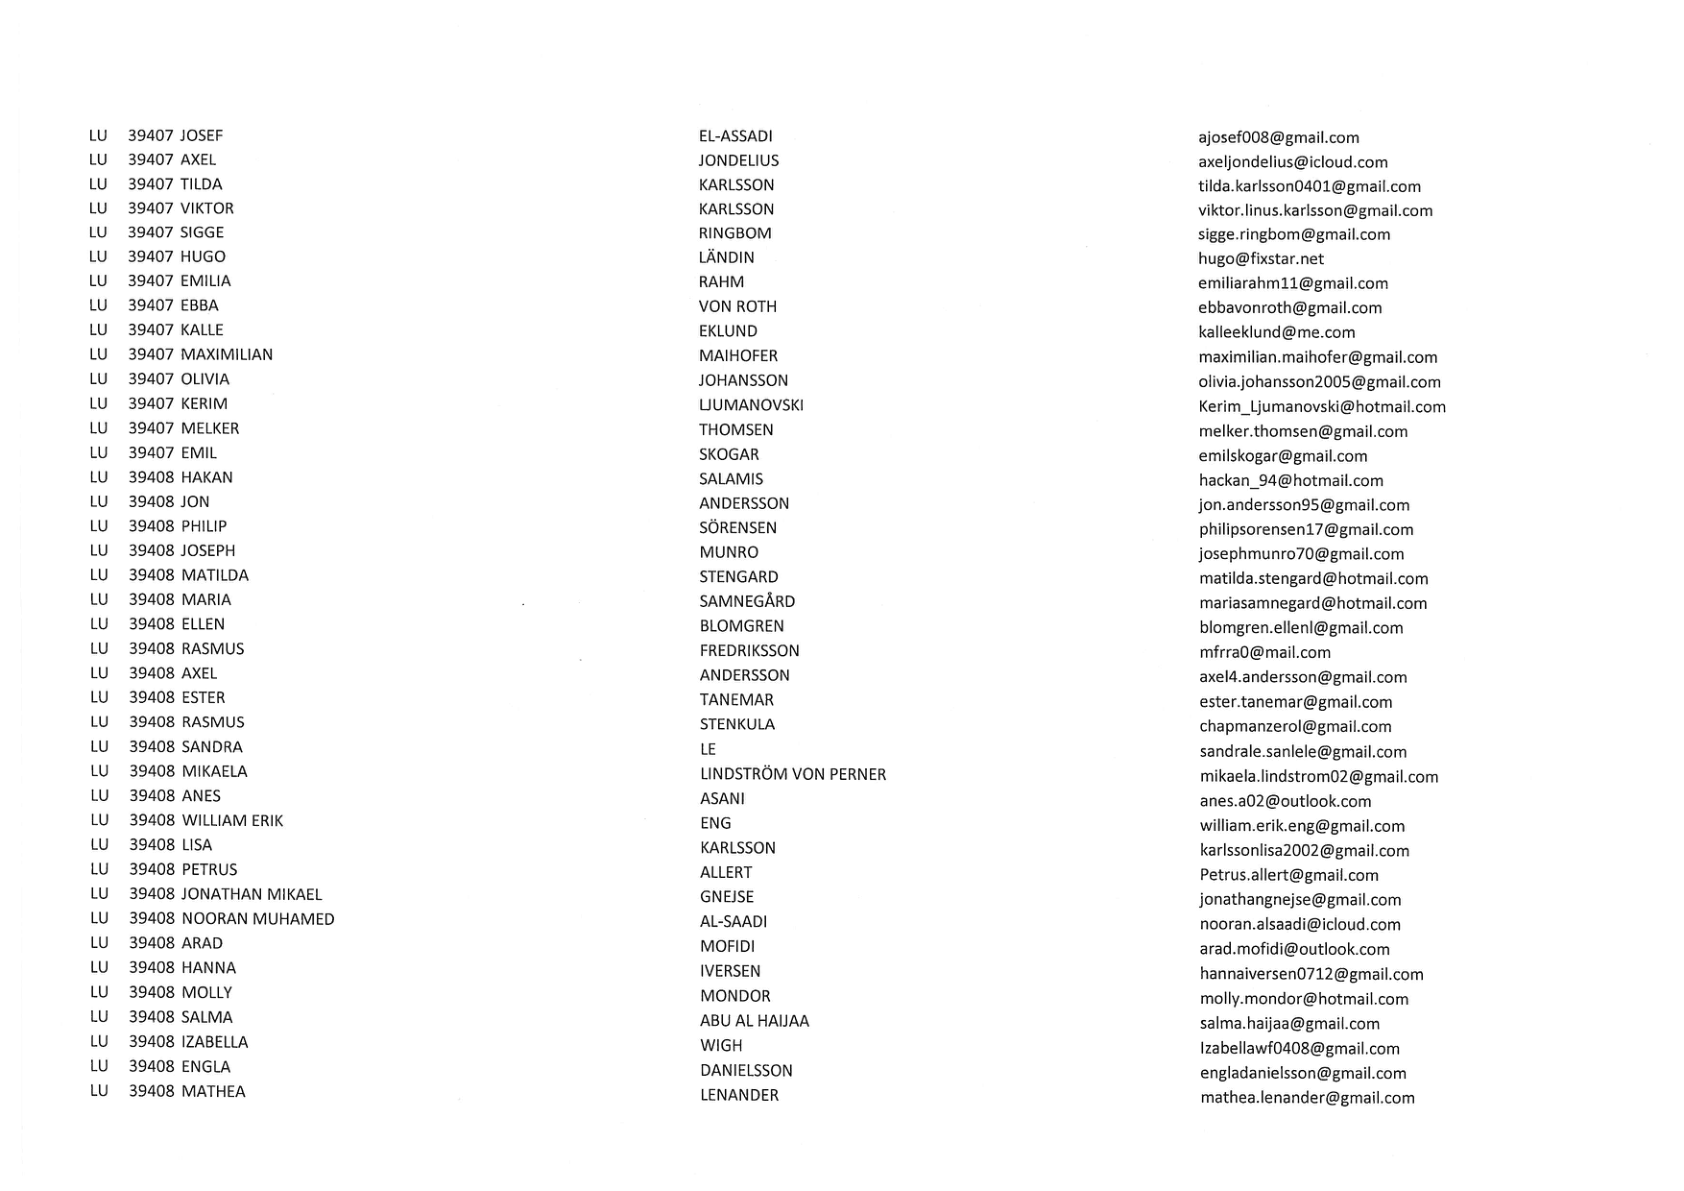 LU 39407 JOSEF EL-ASSADI ajosef008@gmail.com
LU 39407 AXEL JONDELIUS axeljondelius@icloud.com
LU 39407 TILDA KARLSSON tilda.karlsson0401@gmail.com
LU 39407 VIKTOR KARLSSON viktor.linus.karlsson@gmail.com
LU 39407 SIGGE RINGBOM sigge.ringbom@gmail.com
LU 39407 HUGO LÄNDIN hugo@fixstar.net
LU 39407 EMILIA RAHM emiliarahm11@gmail.com
LU 39407 EBBA VON ROTH ebbavonroth@gmail.com
LU 39407 KALLE EKLUND kalleeklund@me.com
LU 39407 MAXIMILIAN MAIHOFER maximilian.maihofer@gmail.com
LU 39407 OLIVIA JOHANSSON olivia.johansson2005@gmail.com
LU 39407 KERIM LJUMANOVSKI Kerim_Ljumanovski@hotmail.com
LU 39407 MELKER THOMSEN melker.thomsen@gmail.com
LU 39407 EMIL SKOGAR emilskogar@gmail.com
LU 39408 HAKAN SALAMIS hackan_94@hotmail.com
LU 39408 JON ANDERSSON jon.andersson95@gmail.com
LU 39408 PHILIP SÖRENSEN philipsorensen17@gmail.com
LU 39408 JOSEPH MUNRO josephmunro70@gmail.com
LU 39408 MATILDA STENGARD matilda.stengard@hotmail.com
LU 39408 MARIA SAMNEGÅRD mariasamnegard@hotmail.com
LU 39408 ELLEN BLOMGREN blomgren.ellenl@gmail.com
LU 39408 RASMUS FREDRIKSSON mfrra0@mail.com
LU 39408 AXEL ANDERSSON axel4.andersson@gmail.com
LU 39408 ESTER TANEMAR ester.tanemar@gmail.com
LU 39408 RASMUS STENKULA chapmanzerol@gmail.com
LU 39408 SANDRA LE sandrale.sanlele@gmail.com
LU 39408 MIKAELA LINDSTRÖM VON PERNER mikaela.lindstrom02@gmail.com
LU 39408 ANES ASANI anes.a02@outlook.com
LU 39408 WILLIAM ERIK ENG william.erik.eng@gmail.com
LU 39408 LISA KARLSSON karlssonlisa2002@gmail.com
LU 39408 PETRUS ALLERT Petrus.allert@gmail.com
LU 39408 JONATHAN MIKAEL GNEJSE jonathangnejse@gmail.com
LU 39408 NOORAN MUHAMED AL-SAADI nooran.alsaadi@icloud.com
LU 39408 ARAD MOFIDI arad.mofidi@outlook.com
LU 39408 HANNA IVERSEN hannaiversen0712@gmail.com
LU 39408 MOLLY MONDOR molly.mondor@hotmail.com
LU 39408 SALMA ABU AL HAIJAA salma.haijaa@gmail.com
LU 39408 IZABELLA WIGH Izabellawf0408@gmail.com
LU 39408 ENGLA DANIELSSON engladanielsson@gmail.com
LU 39408 MATHEA LENANDER mathea.lenander@gmail.com